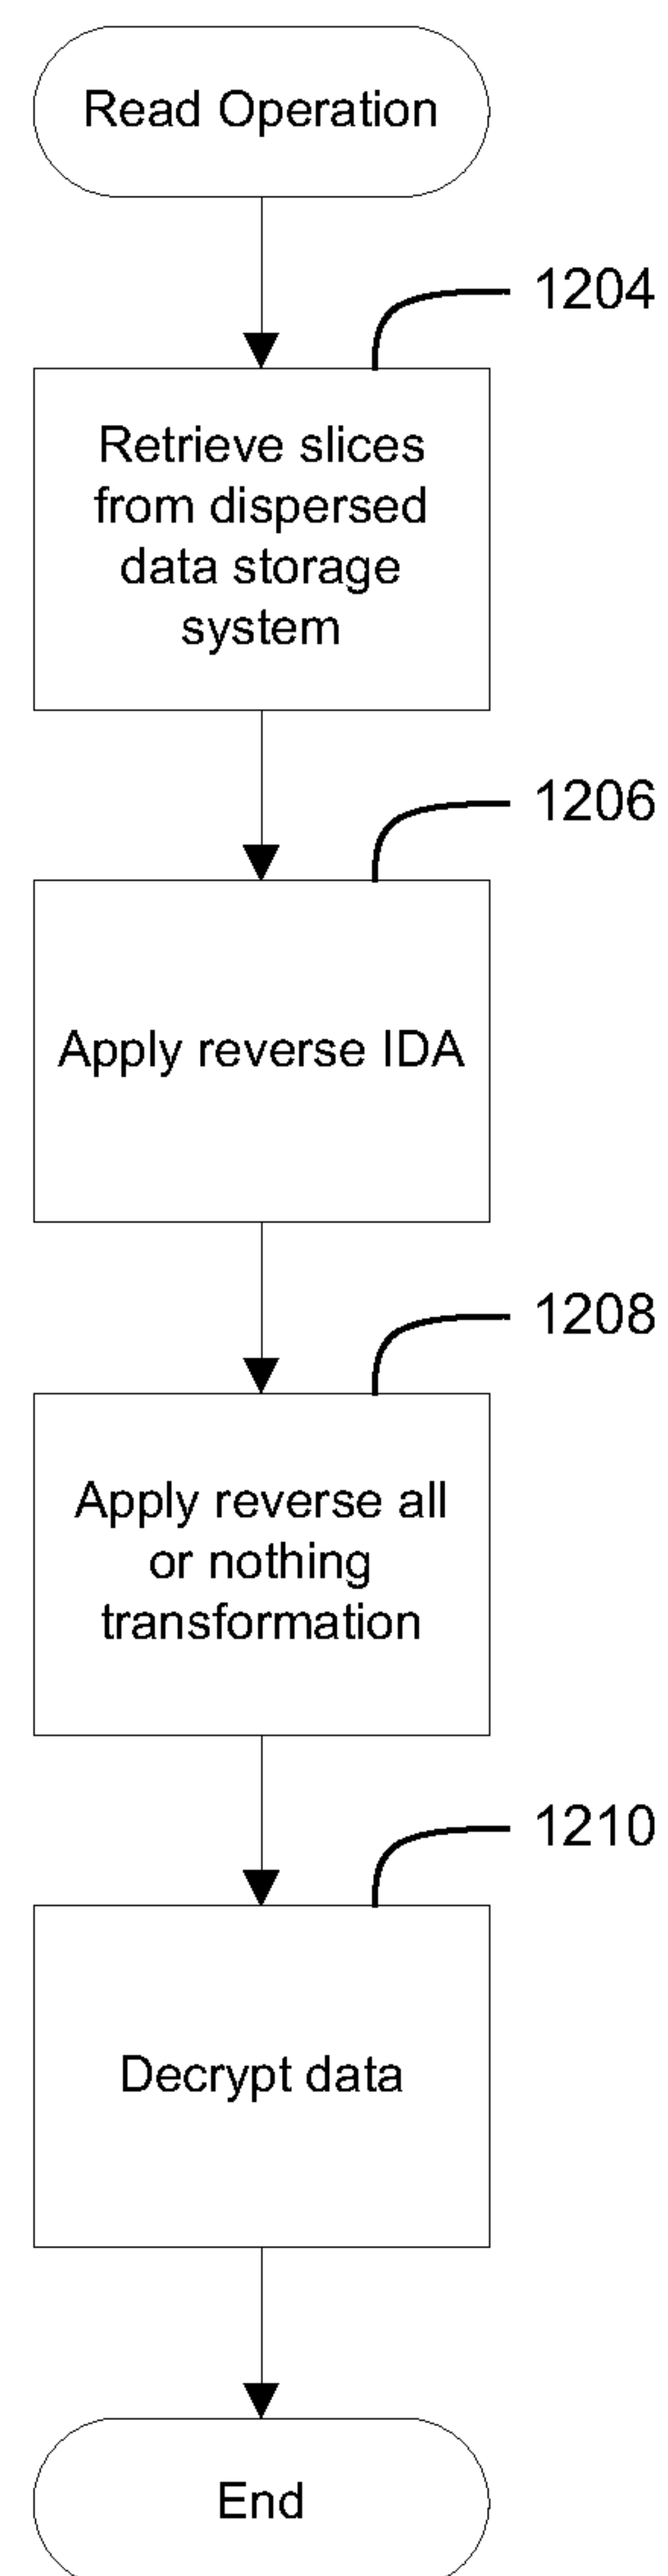 Read Operation
1204
Retrieve slices
from dispersed
data storage
system
1206
Apply reverse IDA
1208
Apply reverse all
or nothing
transformation
1210
Decrypt data
End